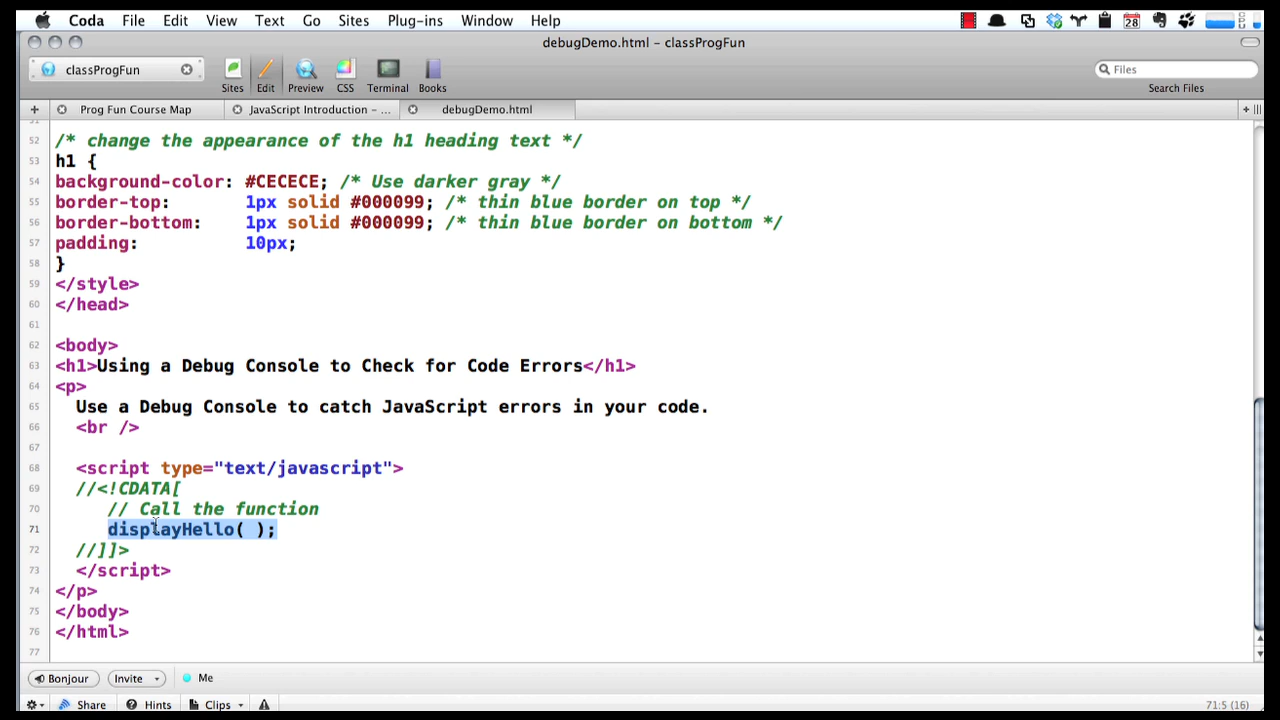 Coda File Edit View Text Go Sites Plug-ins Window Help 28
debugDemo.html – classProgFun
classProgFun Files
Sites Edit Preview CSS Terminal Books Search Files
Prog Fun Course Map JavaScript Introduction – ... debugDemo.html
52 /* change the appearance of the h1 heading text */
53 h1 {
54 background-color: #CECECE; /* Use darker gray */
55 border-top: 1px solid #000099; /* thin blue border on top */
56 border-bottom: 1px solid #000099; /* thin blue border on bottom */
57 padding: 10px;
58 }
59 </style>
60 </head>
61
62 <body>
63 <h1>Using a Debug Console to Check for Code Errors</h1>
64 <p>
65 Use a Debug Console to catch JavaScript errors in your code.
66 <br />
67
68 <script type="text/javascript">
69 //<!CDATA[
70 // Call the function
71 displayHello( );
72 //]]>
73 </script>
74 </p>
75 </body>
76 </html>
77
Bonjour Invite Me
Share Hints Clips 71:5 (16)